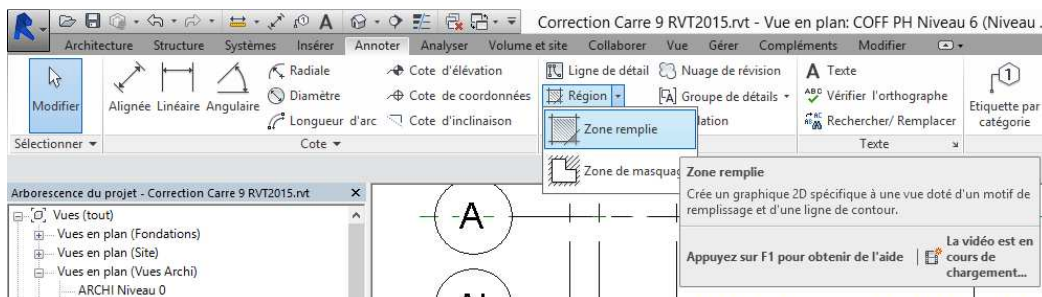 Correction Carre 9 RVT2015.rvt - Vue en plan: COFF PH Niveau 6 (Niveau .
Architecture Structure Systèmes Insérer Annoter Analyser Volume et site Collaborer Vue Gérer Compléments Modifier
Modifier
Alignée Linéaire Angulaire
Radiale
Diamètre
Longueur d'arc
Cote d'élévation
Cote de coordonnées
Cote d'inclinaison
Ligne de détail
Nuage de révision
Région
Groupe de détails
lation
A Texte
Vérifier l'orthographe
Rechercher/ Remplacer
Etiquette par
catégorie
Sélectionner
Cote
Texte
Zone remplie
Zone de masqua
Zone remplie
Crée un graphique 2D spécifique à une vue doté d'un motif de
remplissage et d'une ligne de contour.
Appuyez sur F1 pour obtenir de l'aide
La vidéo est en
cours de
chargement...
Arborescence du projet - Correction Carre 9 RVT2015.rvt
Vues (tout)
Vues en plan (Fondations)
Vues en plan (Site)
Vues en plan (Vues Archi)
ARCHI Niveau 0
A